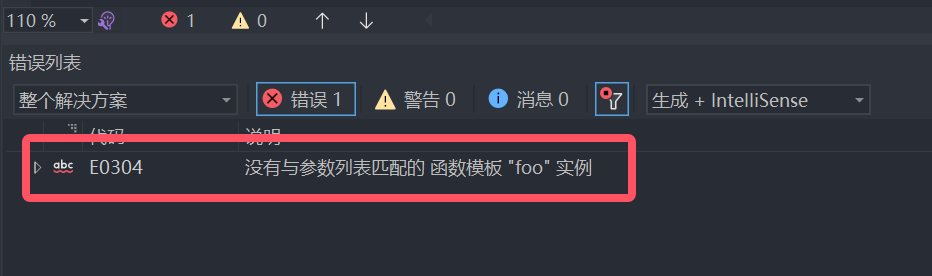 110 % 1 0
错误列表
整个解决方案 错误 1 警告 0 消息 0 生成 + IntelliSense
代码 说明
abc E0304 没有与参数列表匹配的 函数模板 "foo" 实例